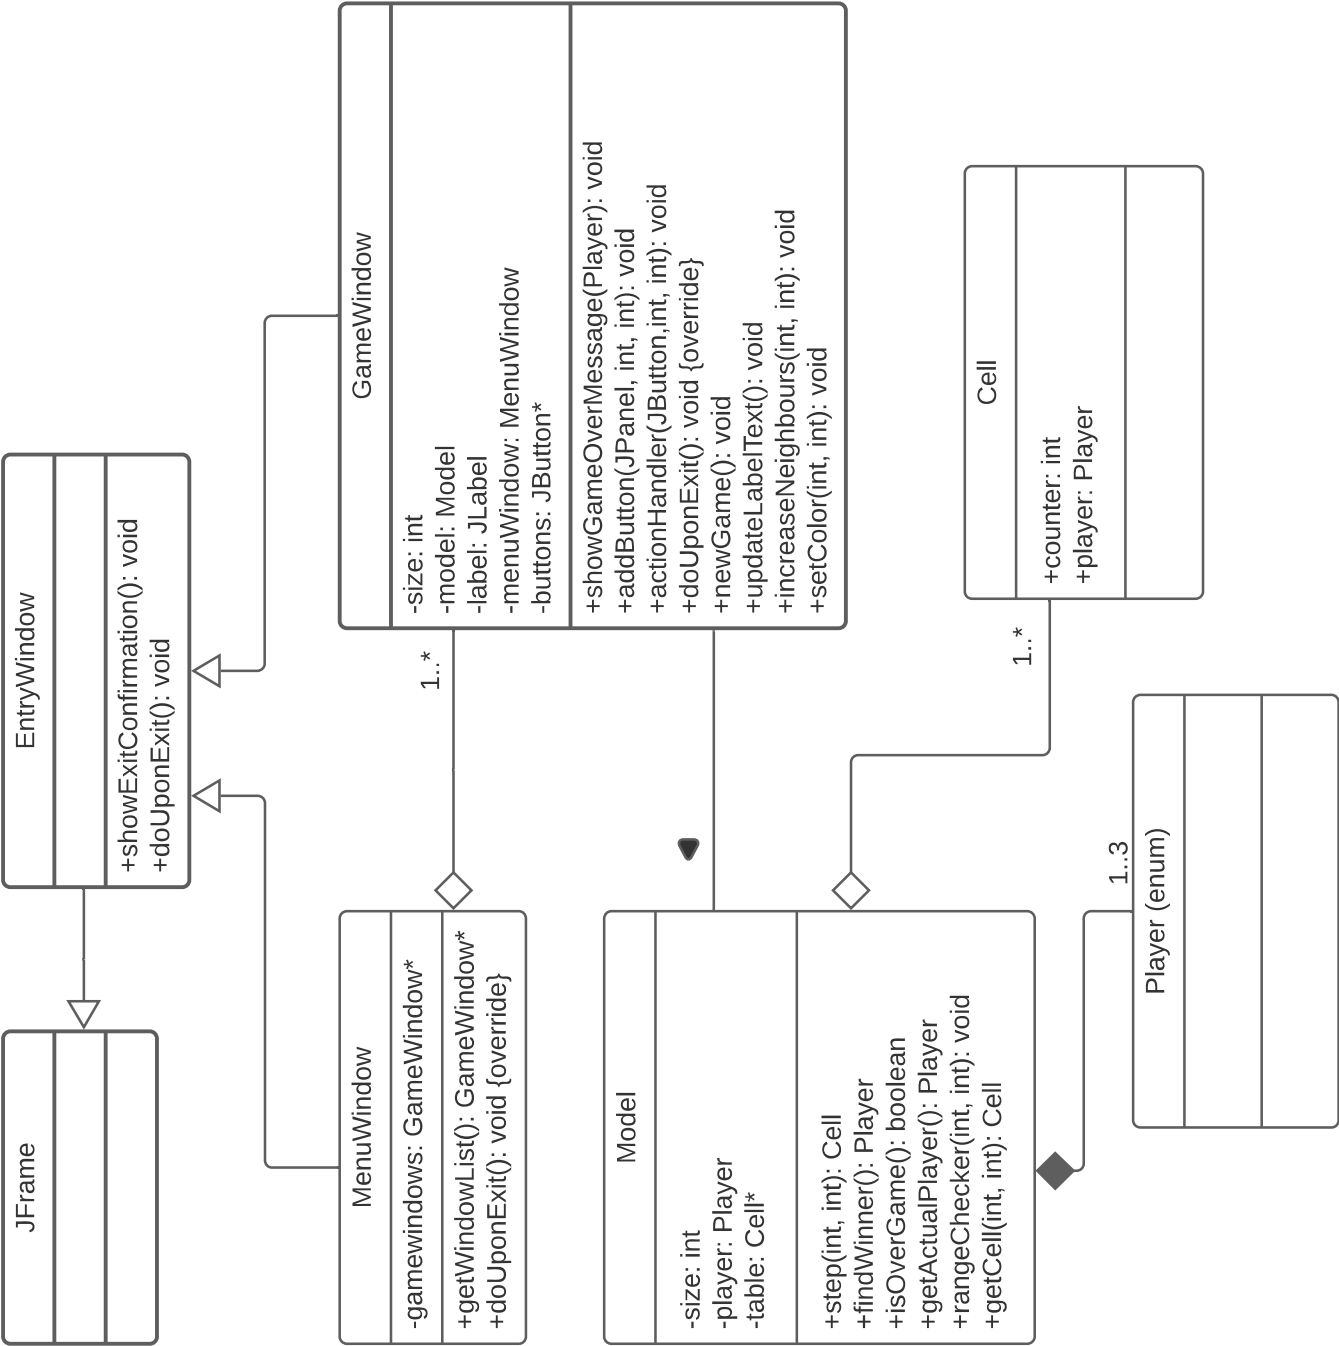 JFrame
EntryWindow
+showExitConfirmation(): void
+doUponExit(): void
MenuWindow
-gamewindows: GameWindow*
+getWindowList(): GameWindow*
+doUponExit(): void {override}
1..*
GameWindow
-size: int
-model: Model
-label: JLabel
-menuWindow: MenuWindow
-buttons: JButton*
+showGameOverMessage(Player): void
+addButton(JPanel, int, int): void
+actionHandler(JButton,int, int): void
+doUponExit(): void {override}
+newGame(): void
+updateLabelText(): void
+increaseNeighbours(int, int): void
+setColor(int, int): void
Model
-size: int
-player: Player
-table: Cell*
+step(int, int): Cell
+findWinner(): Player
+isOverGame(): boolean
+getActualPlayer(): Player
+rangeChecker(int, int): void
+getCell(int, int): Cell
1..*
Cell
+counter: int
+player: Player
1..3
Player (enum)